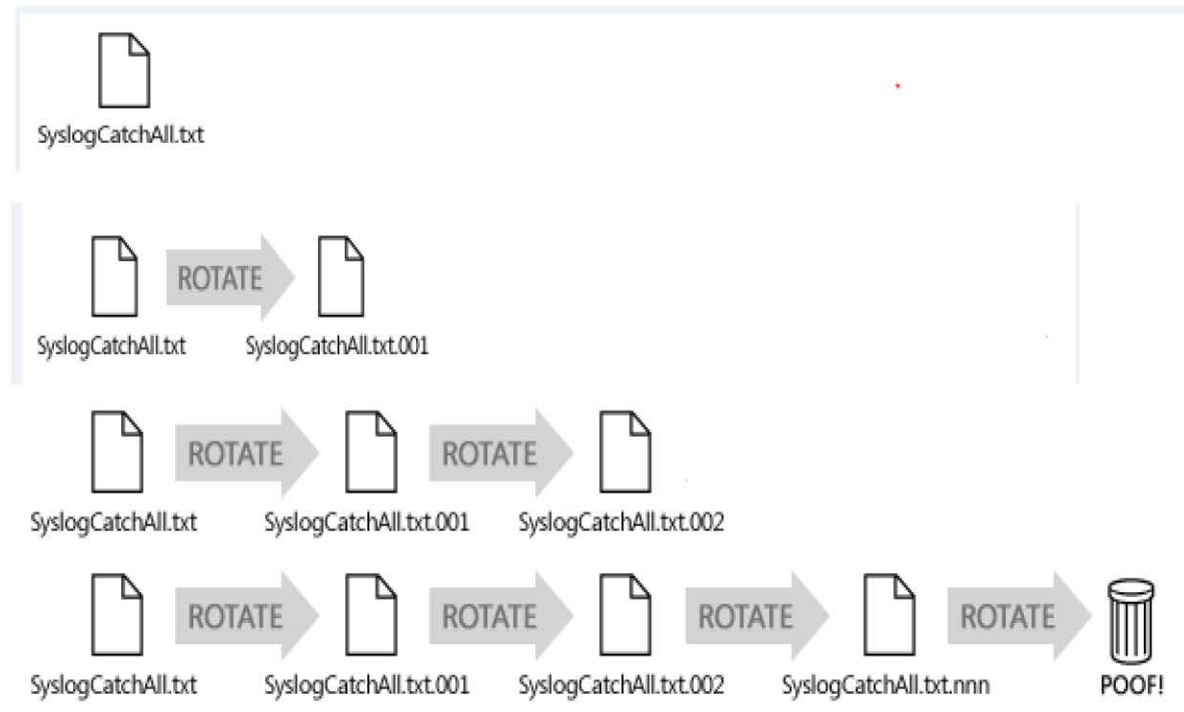 SyslogCatchAll.txt
ROTATE
SyslogCatchAll.txt SyslogCatchAll.txt.001
ROTATE ROTATE
SyslogCatchAll.txt SyslogCatchAll.txt.001 SyslogCatchAll.txt.002
ROTATE ROTATE ROTATE ROTATE
SyslogCatchAll.txt SyslogCatchAll.txt.001 SyslogCatchAll.txt.002 SyslogCatchAll.txt.nnn POOF!